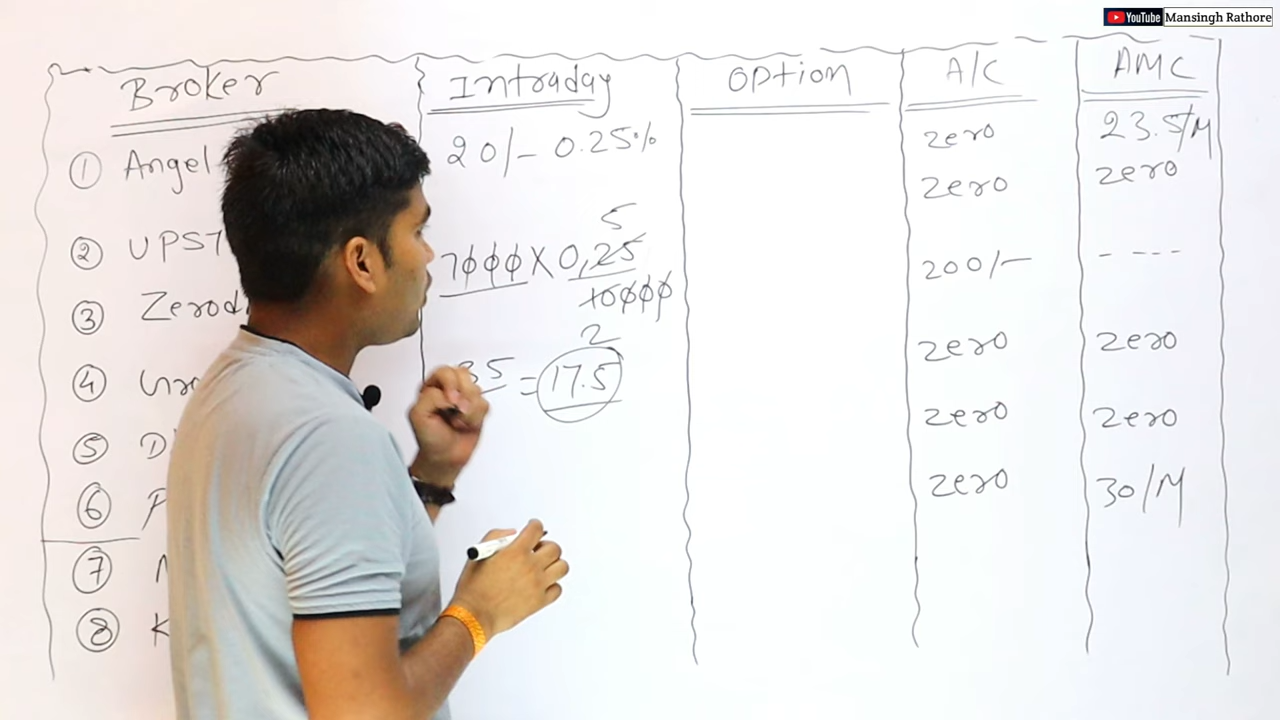 YouTube Mansingh Rathore
Broker Intraday Option A/C AMC
① Angel 20/- 0.25% zero 23.5/M
zero zero
② UPST 7000 X 0,25 5
10000 200/- ----
③ Zerod 2
zero zero
④ 35 = 17.5
⑤ D zero zero
⑥ zero 30/M
⑦
⑧ K